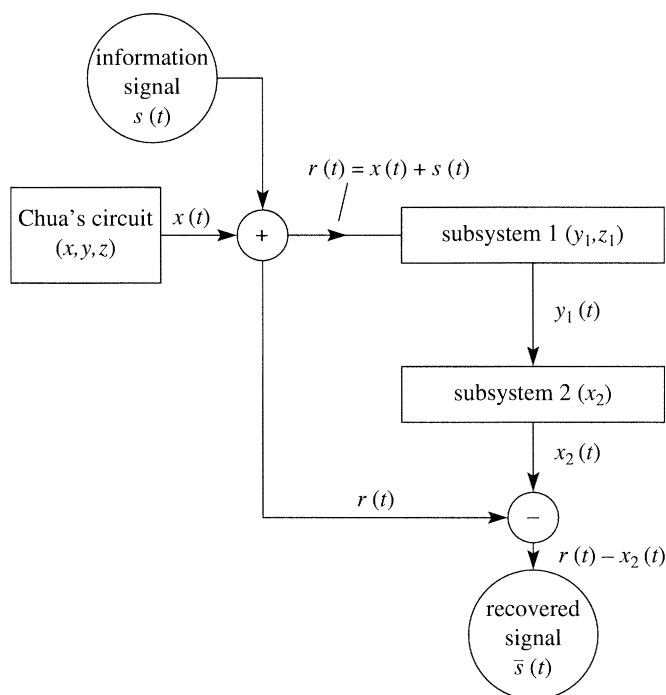 information
signal
s (t)
r (t) = x (t) + s (t)
Chua's circuit
(x, y, z)
x (t)
+
subsystem 1 (y₁,z₁)
y₁ (t)
subsystem 2 (x₂)
x₂ (t)
r (t)
−
r (t) − x₂ (t)
recovered
signal
s̅ (t)